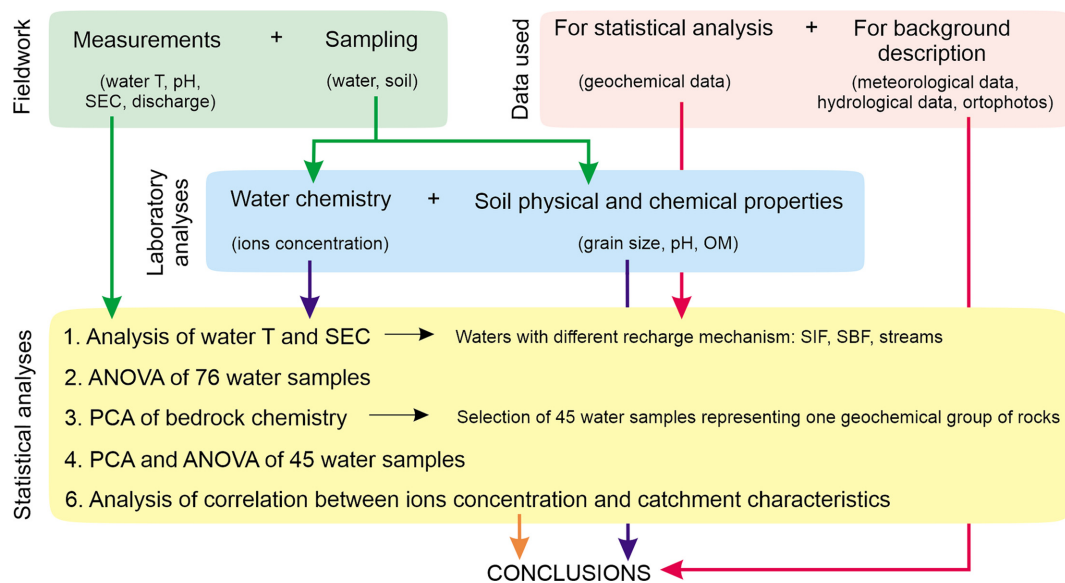 Fieldwork
Measurements + Sampling
(water T, pH,
SEC, discharge)
(water, soil)
Data used
For statistical analysis + For background
description
(geochemical data)
(meteorological data,
hydrological data, ortophotos)
Laboratory
analyses
Water chemistry + Soil physical and chemical properties
(ions concentration)
(grain size, pH, OM)
Statistical analyses
1. Analysis of water T and SEC
Waters with different recharge mechanism: SIF, SBF, streams
2. ANOVA of 76 water samples
3. PCA of bedrock chemistry
Selection of 45 water samples representing one geochemical group of rocks
4. PCA and ANOVA of 45 water samples
6. Analysis of correlation between ions concentration and catchment characteristics
CONCLUSIONS